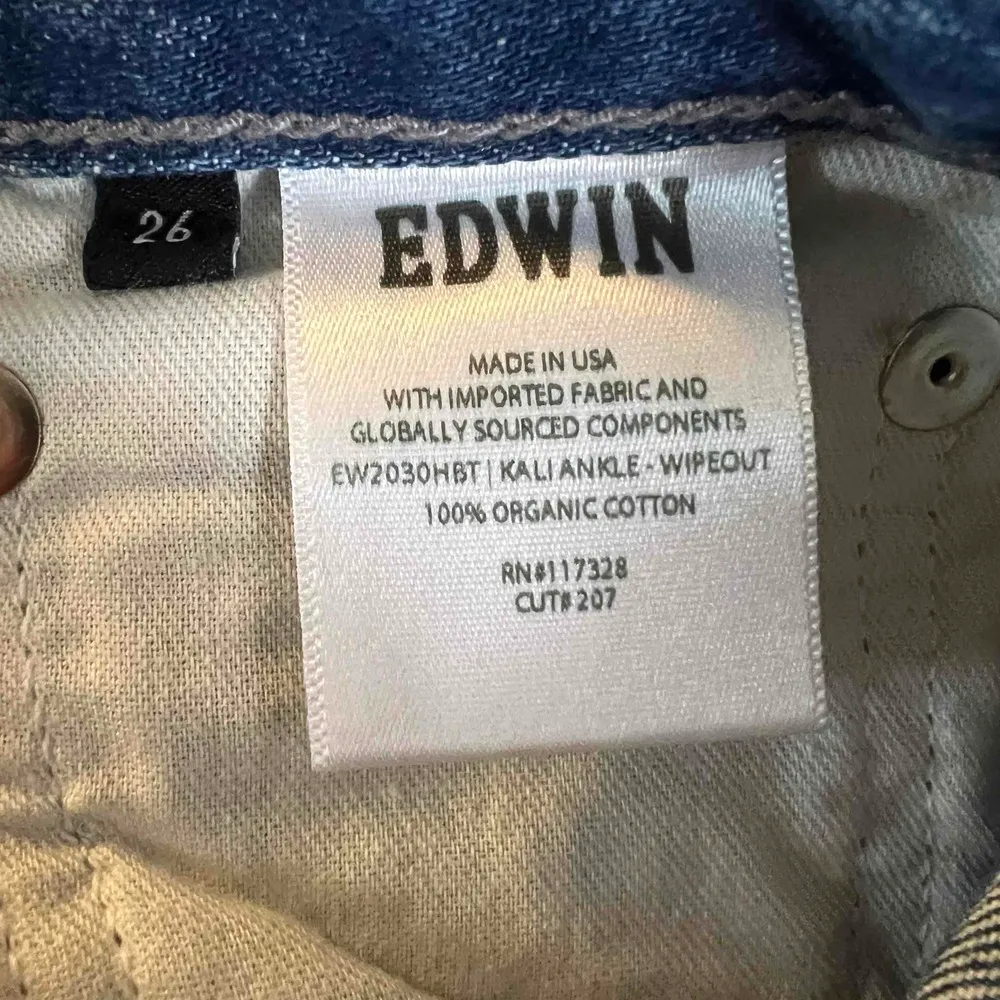 26
EDWIN
MADE IN USA
WITH IMPORTED FABRIC AND
GLOBALLY SOURCED COMPONENTS
EW2030HBT | KALI ANKLE - WIPEOUT
100% ORGANIC COTTON
RN#117328
CUT# 207